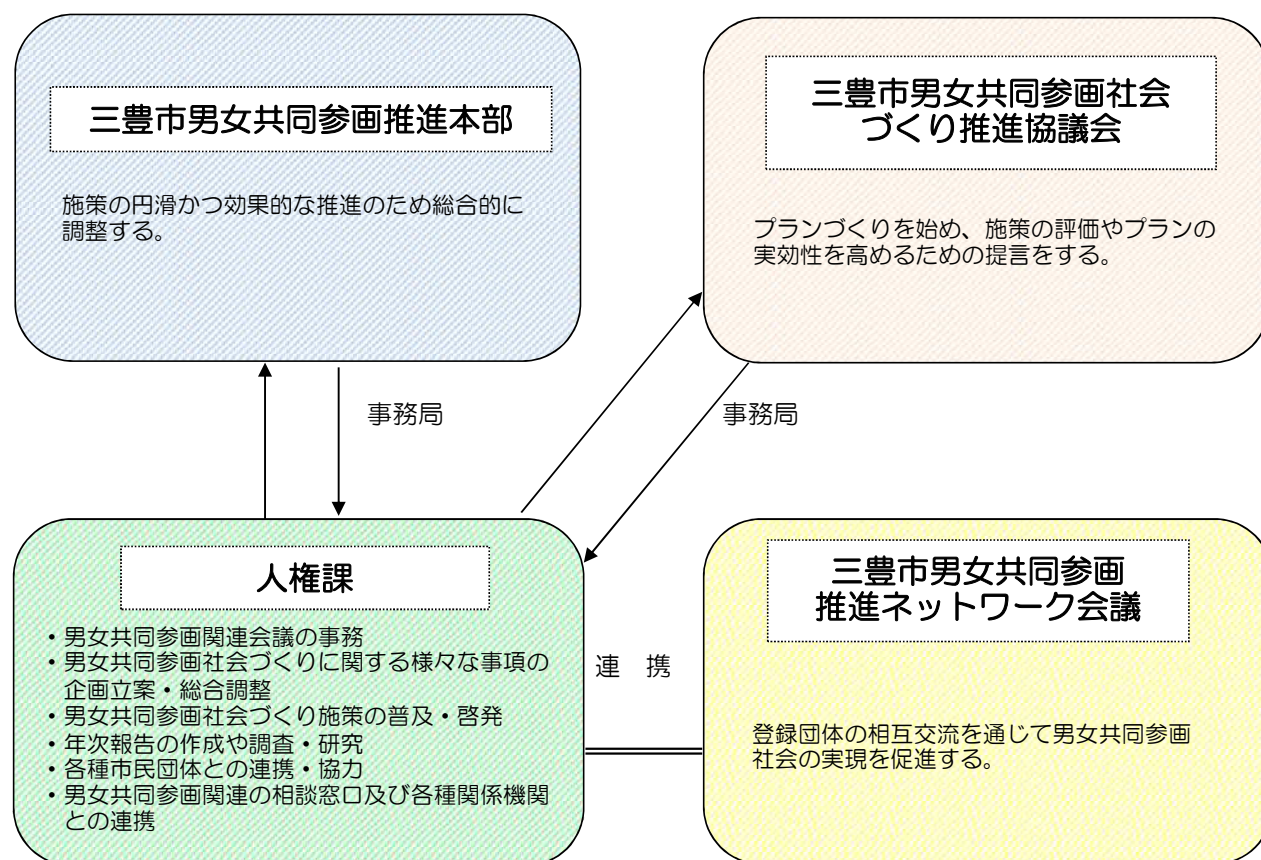 三豊市男女共同参画推進本部
施策の円滑かつ効果的な推進のため総合的に
調整する。
三豊市男女共同参画社会
づくり推進協議会
プランづくりを始め、施策の評価やプランの
実効性を高めるための提言をする。
事務局
事務局
人権課
・男女共同参画関連会議の事務
・男女共同参画社会づくりに関する様々な事項の
企画立案・総合調整
・男女共同参画社会づくり施策の普及・啓発
・年次報告の作成や調査・研究
・各種市民団体との連携・協力
・男女共同参画関連の相談窓口及び各種関係機関
との連携
連　携
三豊市男女共同参画
推進ネットワーク会議
登録団体の相互交流を通じて男女共同参画
社会の実現を促進する。